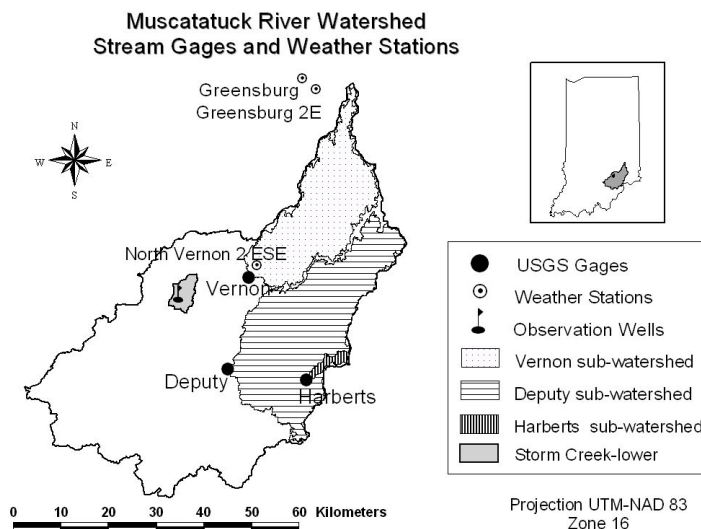 Muscatatuck River Watershed
Stream Gages and Weather Stations
Greensburg
Greensburg 2E
N
W
E
S
North Vernon 2 ESE
Vernon
Deputy
Harberts
USGS Gages
Weather Stations
Observation Wells
Vernon sub-watershed
Deputy sub-watershed
Harberts sub-watershed
Storm Creek-lower
0 10 20 30 40 50 60 Kilometers
Projection UTM-NAD 83
Zone 16